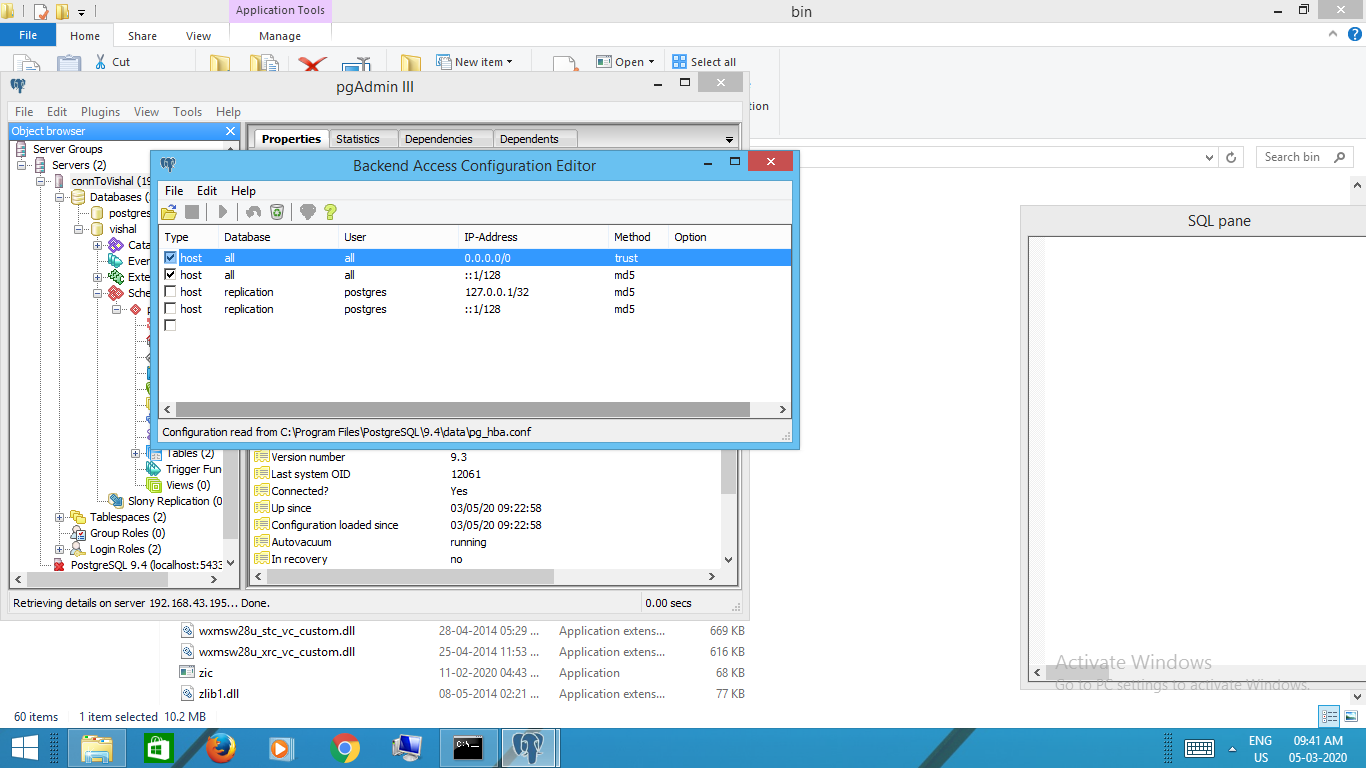 Application Tools
bin
File Home Share View Manage
Cut
New item
Open
Select all
tion
pgAdmin III
File Edit Plugins View Tools Help
Object browser
Properties Statistics Dependencies Dependents
Search bin
Server Groups
Servers (2)
connToVishal (19
Databases (
postgres
vishal
Cata
Even
Exte
Sche
Tables (2)
Trigger Fun
Views (0)
Slony Replication (0
Tablespaces (2)
Group Roles (0)
Login Roles (2)
PostgreSQL 9.4 (localhost:5433
Backend Access Configuration Editor
File Edit Help
Type Database User IP-Address Method Option
host all all 0.0.0.0/0 trust
host all all ::1/128 md5
host replication postgres 127.0.0.1/32 md5
host replication postgres ::1/128 md5
Configuration read from C:\Program Files\PostgreSQL\9.4\data\pg_hba.conf
Version number 9.3
Last system OID 12061
Connected? Yes
Up since 03/05/20 09:22:58
Configuration loaded since 03/05/20 09:22:58
Autovacuum running
In recovery no
Retrieving details on server 192.168.43.195... Done.
0.00 secs
SQL pane
wxmsw28u_stc_vc_custom.dll 28-04-2014 05:29 ... Application extens... 669 KB
wxmsw28u_xrc_vc_custom.dll 25-04-2014 11:53 ... Application extens... 616 KB
zic 11-02-2020 04:43 ... Application 68 KB
zlib1.dll 08-05-2014 02:21 ... Application extens... 77 KB
Activate Windows
Go to PC settings to activate Windows.
60 items 1 item selected 10.2 MB
ENG
US
09:41 AM
05-03-2020